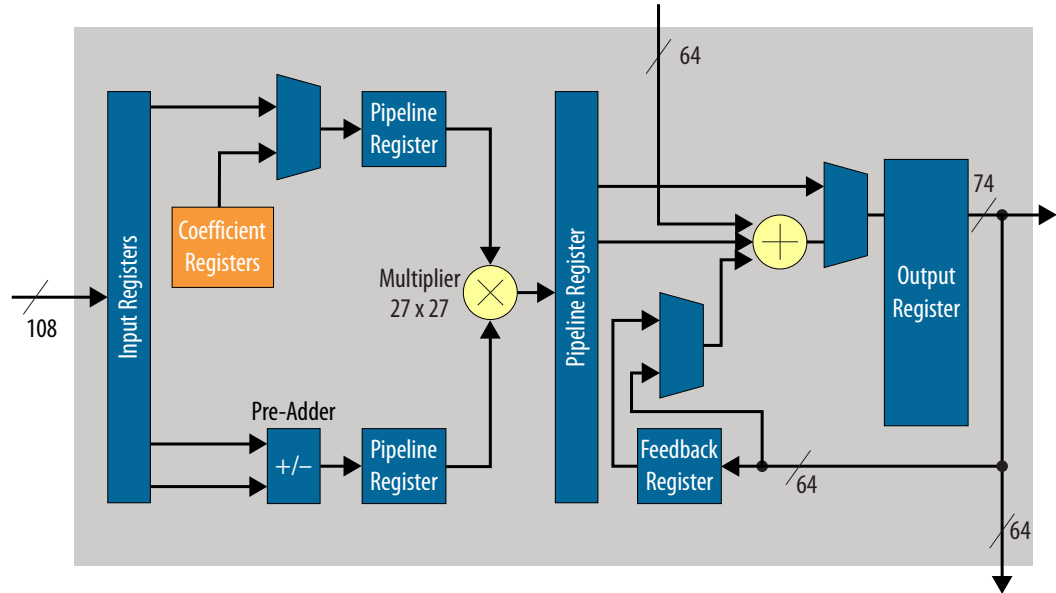 64
Pipeline
Register
Coefficient
Registers
Input Registers
108
Multiplier
27 x 27
Pre-Adder
+/−
Pipeline
Register
Pipeline Register
Feedback
Register
64
Output
Register
74
64